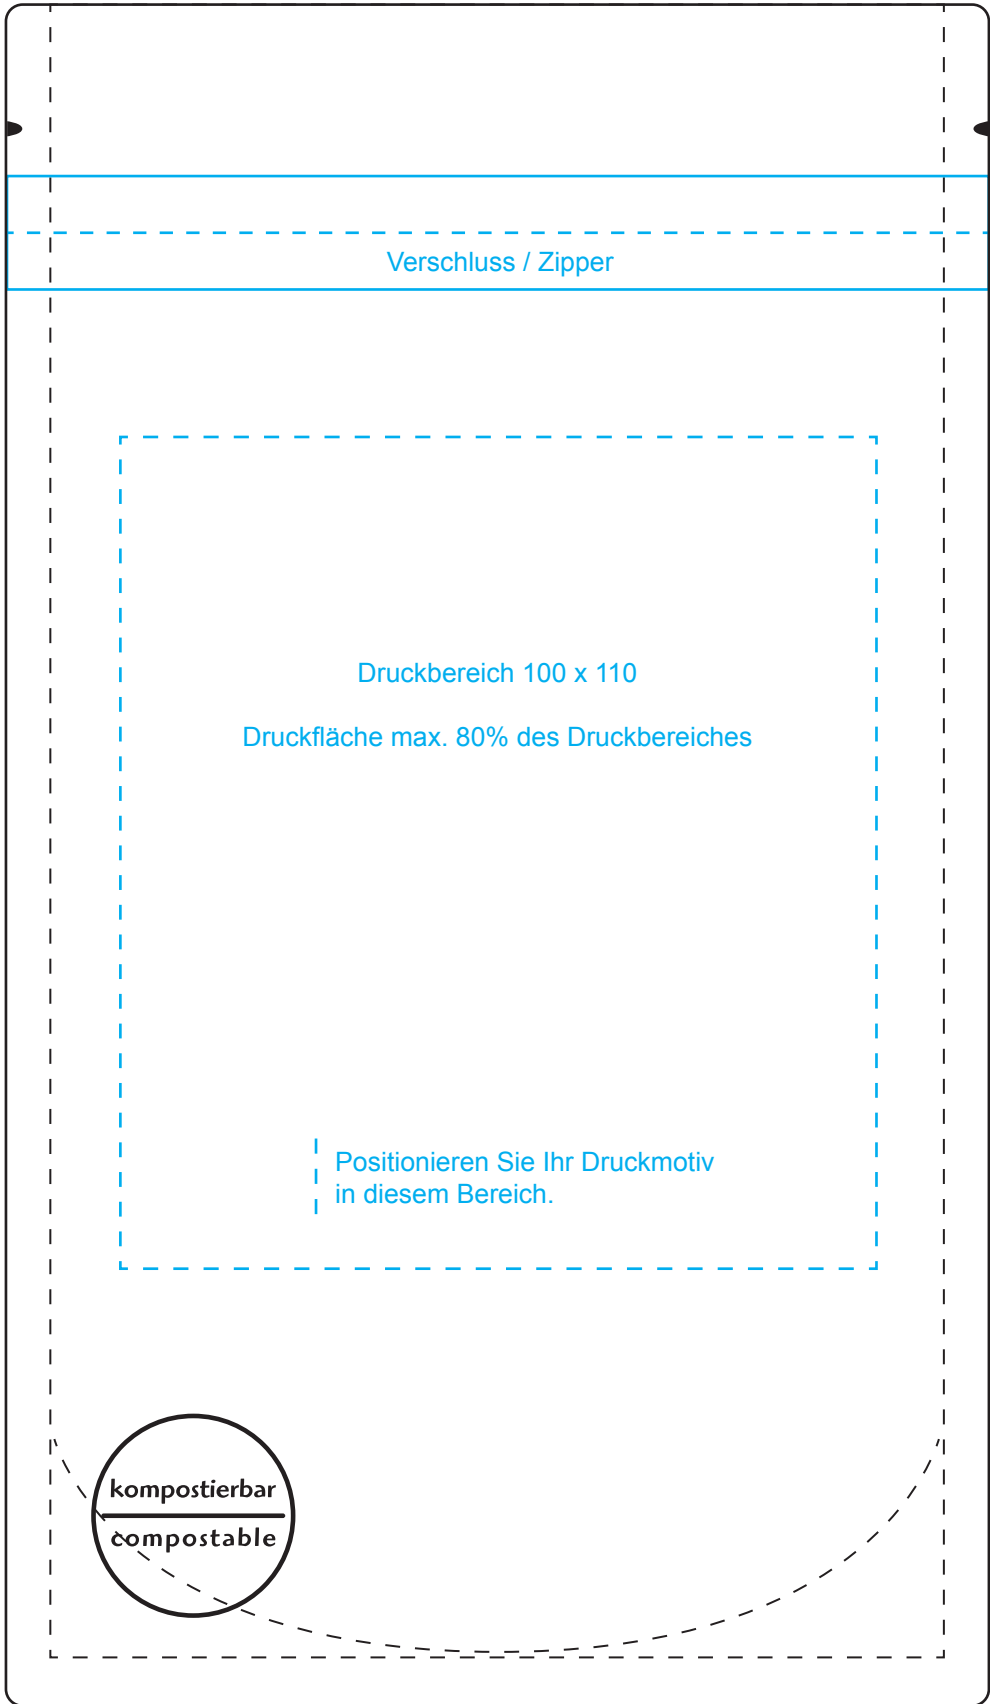 Verschluss / Zipper
Druckbereich 100 x 110
Druckfläche max. 80% des Druckbereiches
Positionieren Sie Ihr Druckmotiv
in diesem Bereich.
kompostierbar
compostable